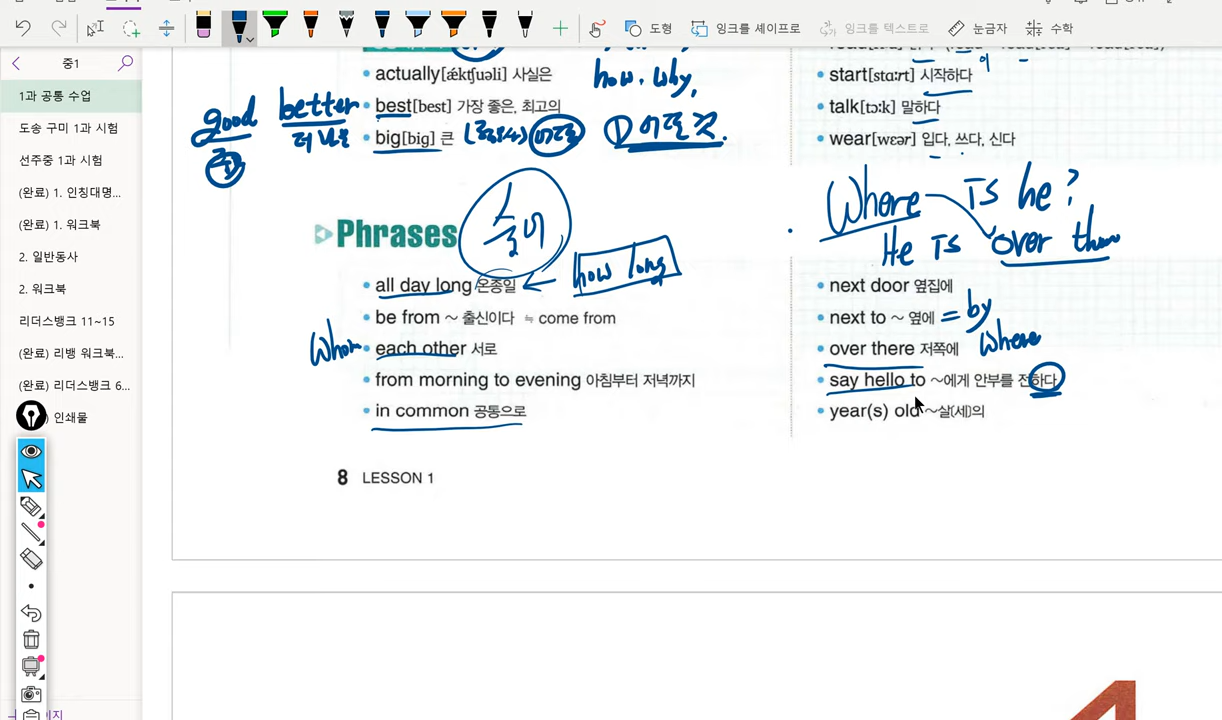 도형
잉크를 셰이프로
잉크를 텍스트로
눈금자
수학
중1
1과 공통 수업
도송 구미 1과 시험
선주중 1과 시험
(완료) 1. 인칭대명...
(완료) 1. 워크북
2. 일반동사
2. 워크북
리더스뱅크 11~15
(완료) 리뱅 워크북...
(완료) 리더스뱅크 6...
인쇄물
actually[ǽktʃuəli] 사실은
how. why,
good better
best[best] 가장 좋은, 최고의
big[big] 큰
① 어떤 것.
start[stɑːrt] 시작하다
talk[tɔːk] 말하다
wear[wɛər] 입다, 쓰다, 신다
Where is he?
He is over
Phrases
how long
all day long 온종일
be from ~ 출신이다 ≒ come from
each other 서로
from morning to evening 아침부터 저녁까지
in common 공통으로
next door 옆집에
next to ~ 옆에 = by
over there 저쪽에 where
say hello to ~에게 안부를 전하다
year(s) old ~살(세)의
8 LESSON 1